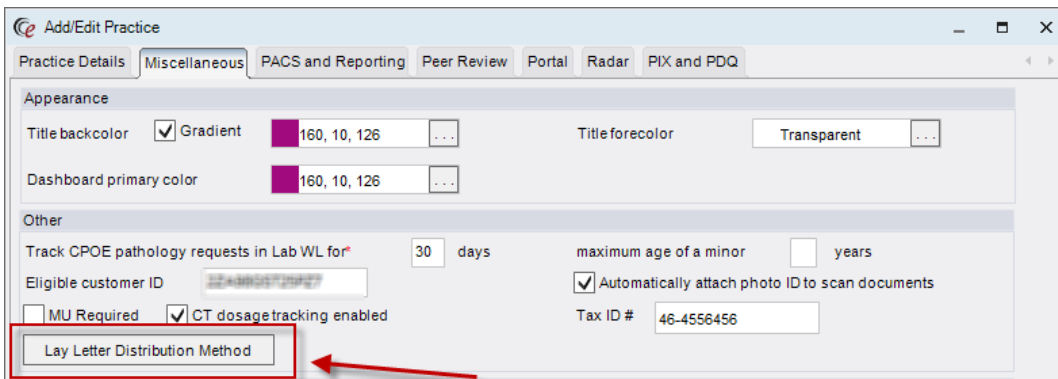 Add/Edit Practice
Practice Details Miscellaneous PACS and Reporting Peer Review Portal Radar PIX and PDQ
Appearance
Title backcolor Gradient 160, 10, 126 ... Title forecolor Transparent ...
Dashboard primary color 160, 10, 126 ...
Other
Track CPOE pathology requests in Lab WL for* 30 days maximum age of a minor years
Eligible customer ID Automatically attach photo ID to scan documents
MU Required CT dosage tracking enabled Tax ID # 46-4556456
Lay Letter Distribution Method